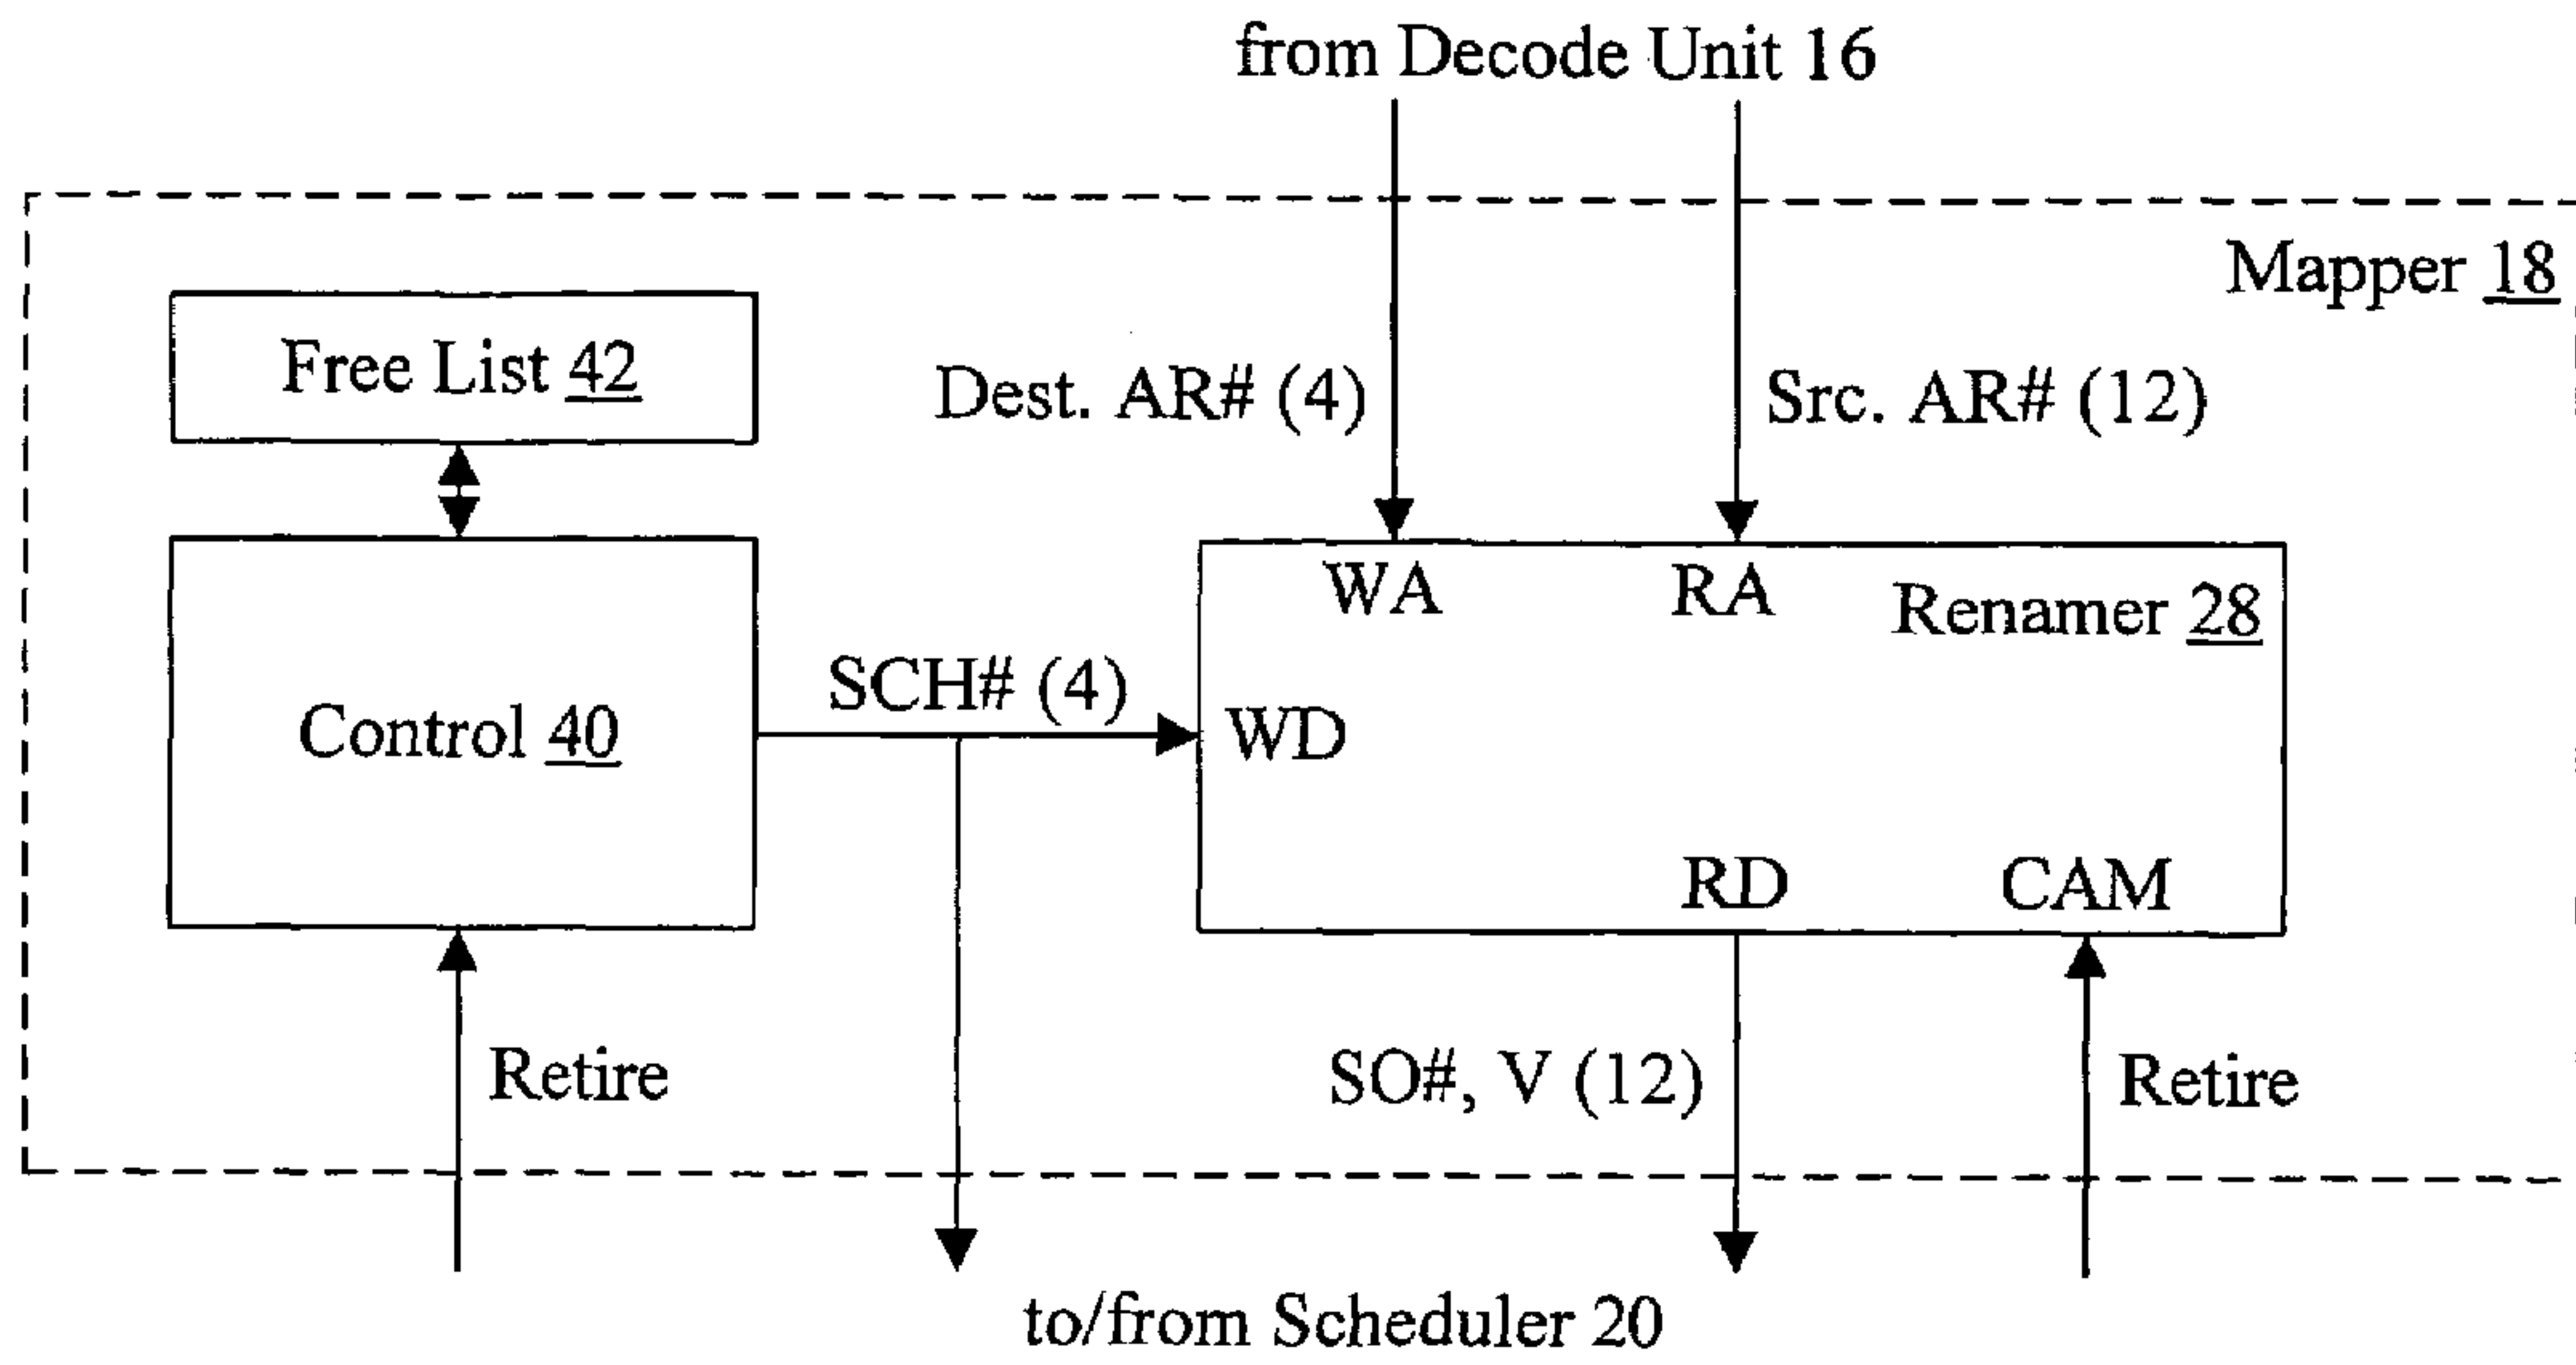 from Decode Unit 16
Mapper 18
Free List 42
Dest. AR# (4)
Src. AR# (12)
WA
RA
Renamer 28
SCH# (4)
Control 40
WD
RD
CAM
Retire
SO#, V (12)
Retire
to/from Scheduler 20